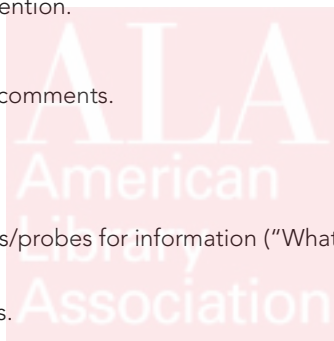 ention.
comments.
ALA
American
s/probes for information ("What
Library
s.
Association